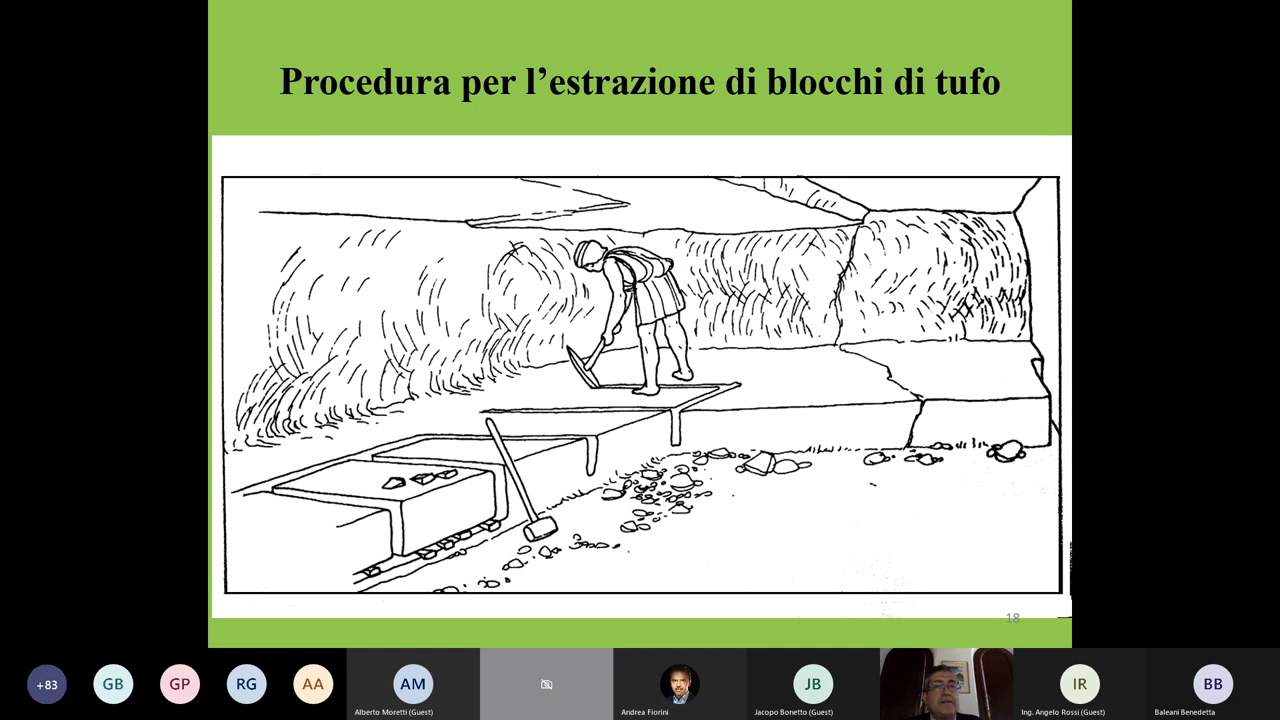 Procedura per l’estrazione di blocchi di tufo
18
+83
GB
GP
RG
AA
AM
Alberto Moretti (Guest)
Andrea Fiorini
JB
Jacopo Bonetto (Guest)
IR
Ing. Angelo Rossi (Guest)
BB
Baleani Benedetta